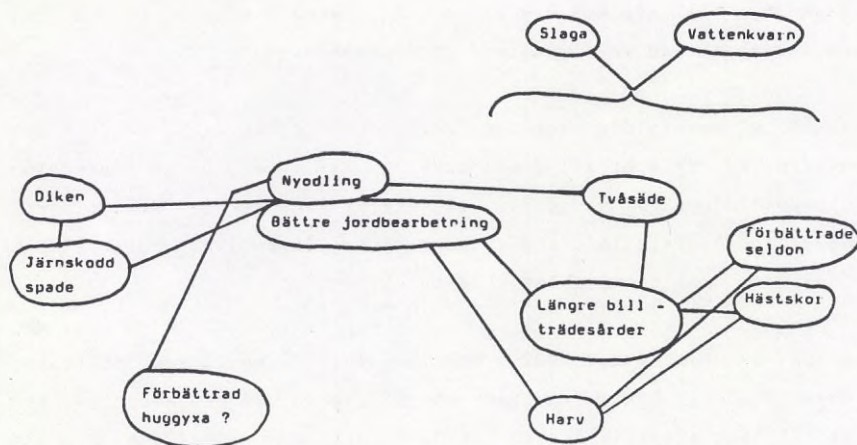 Slaga
Vattenkvarn
Nyodling
Diken
Tvåsäde
Bättre jordbearbetning
förbättrade
seldon
Järnskodd
spade
Längre bill -
trädesårder
Hästskor
Förbättrad
huggyxa ?
Harv